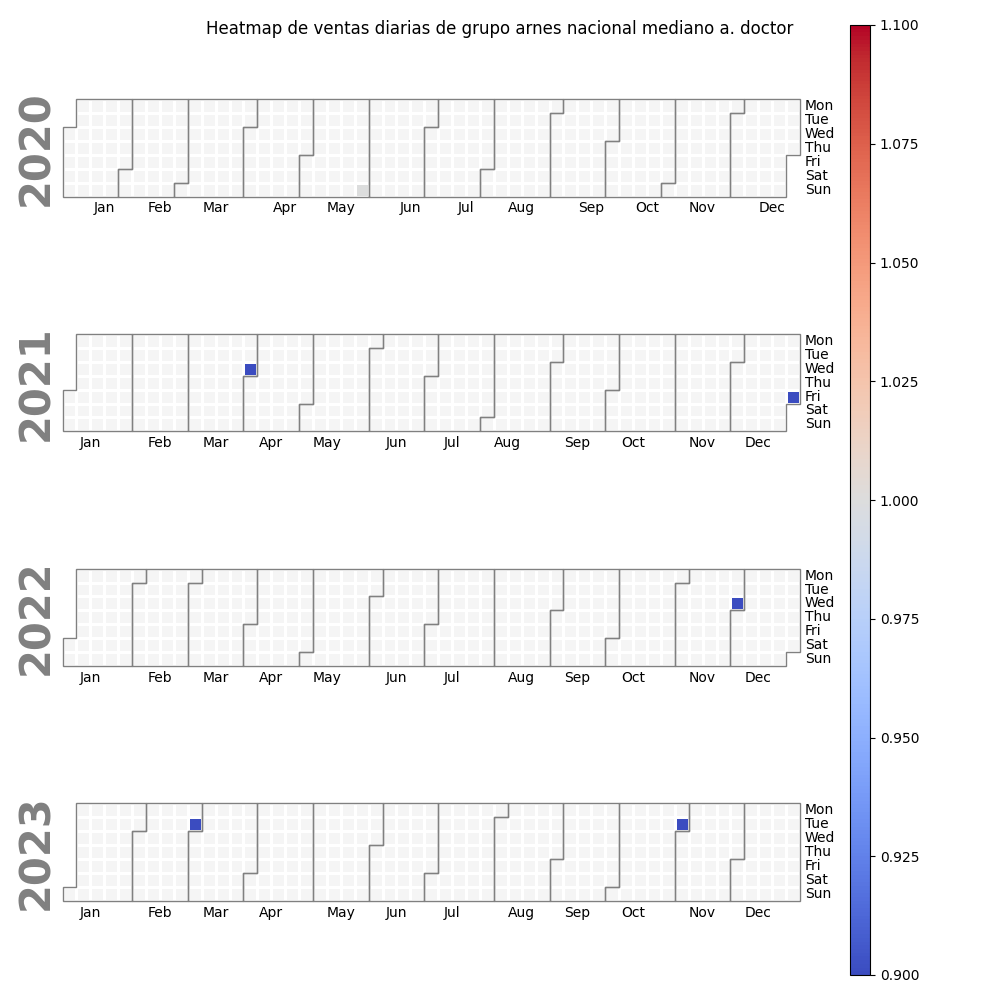 Heatmap de ventas diarias de grupo arnes nacional mediano a. doctor
2020
Mon
Tue
Wed
Thu
Fri
Sat
Sun
Jan Feb Mar Apr May Jun Jul Aug Sep Oct Nov Dec
2021
Mon
Tue
Wed
Thu
Fri
Sat
Sun
Jan Feb Mar Apr May Jun Jul Aug Sep Oct Nov Dec
2022
Mon
Tue
Wed
Thu
Fri
Sat
Sun
Jan Feb Mar Apr May Jun Jul Aug Sep Oct Nov Dec
2023
Mon
Tue
Wed
Thu
Fri
Sat
Sun
Jan Feb Mar Apr May Jun Jul Aug Sep Oct Nov Dec
1.100
1.075
1.050
1.025
1.000
0.975
0.950
0.925
0.900